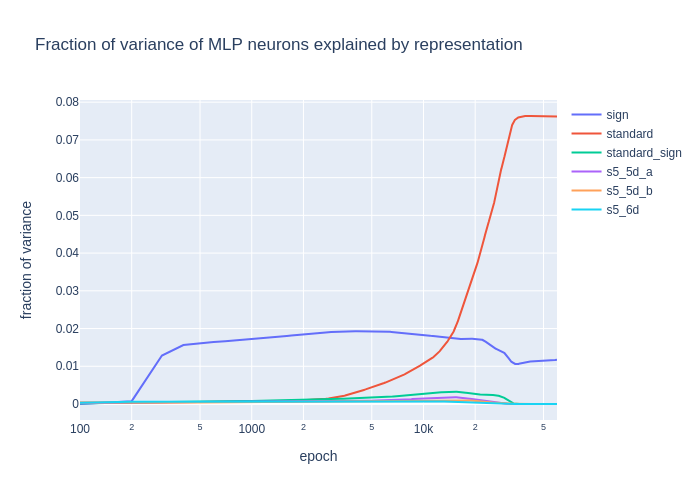 Fraction of variance of MLP neurons explained by representation
0.08
0.07
0.06
0.05
0.04
0.03
0.02
0.01
0
fraction of variance
100
2
5
1000
2
5
10k
2
5
epoch
sign
standard
standard_sign
s5_5d_a
s5_5d_b
s5_6d